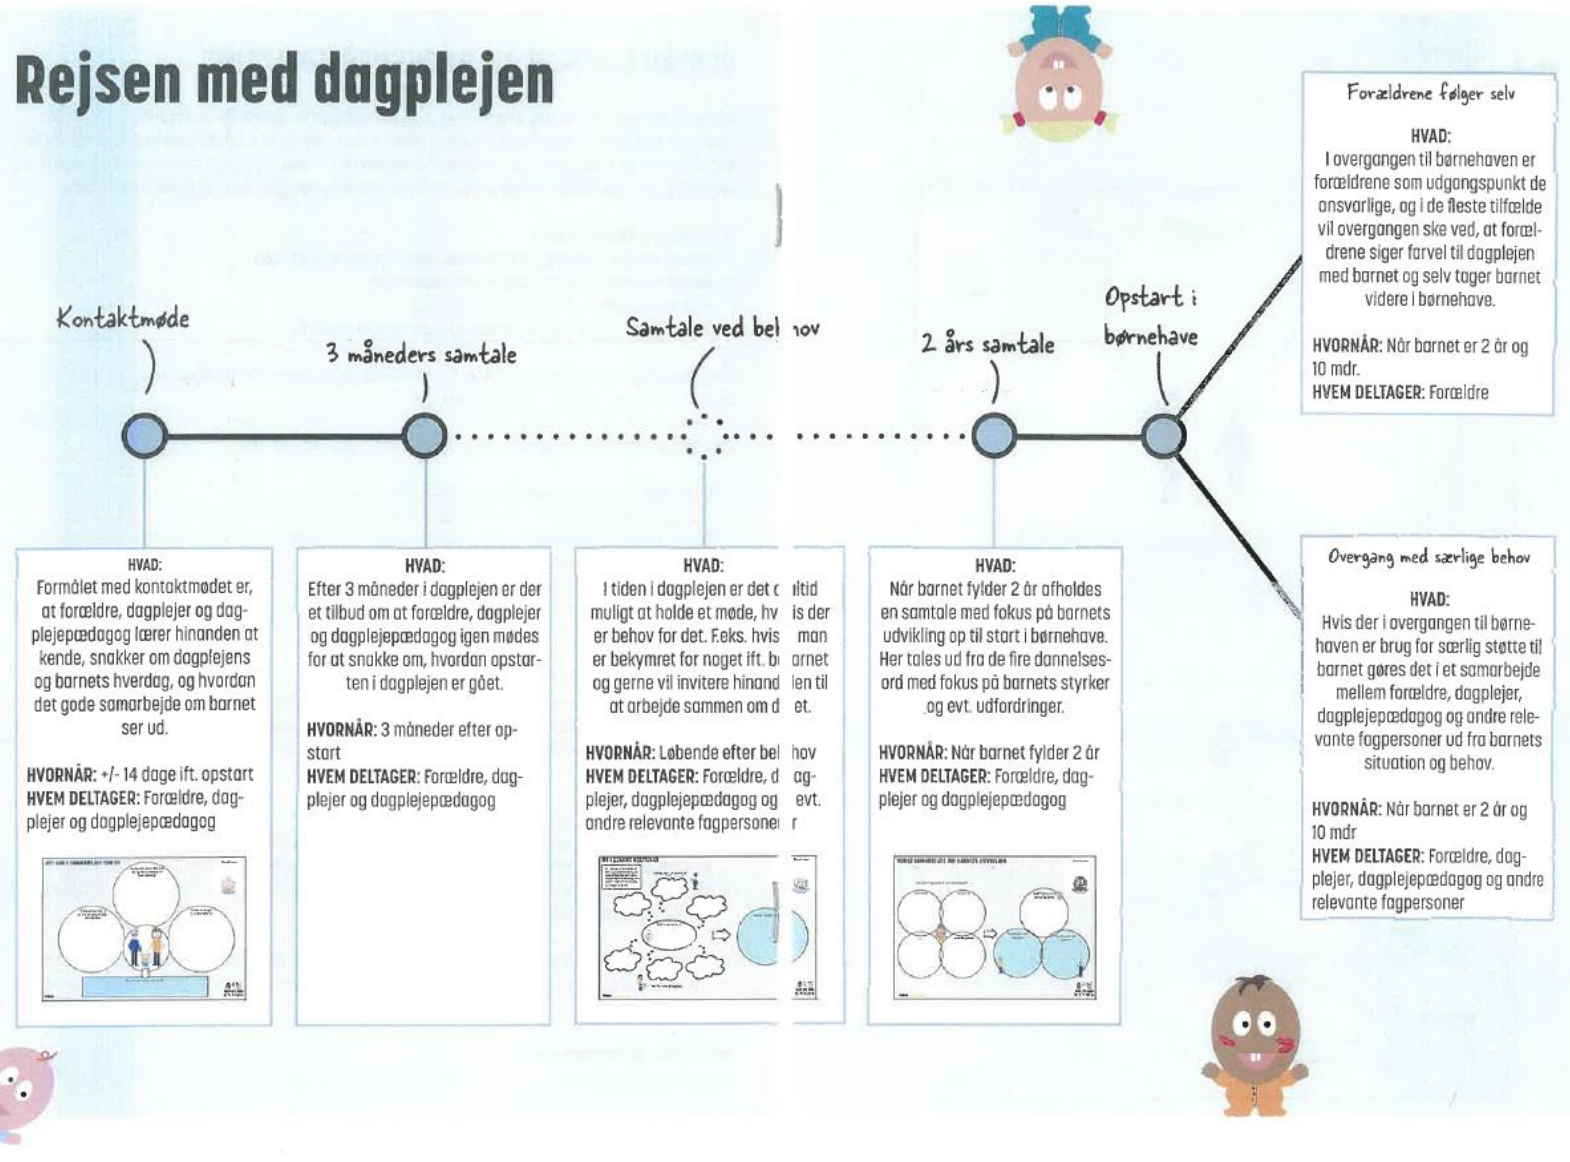 Rejsen med dagplejen
Kontaktmøde
3 måneders samtale
Samtale ved behov
2 års samtale
Opstart i
børnehave
HVAD:
Formålet med kontaktmødet er,
at forældre, dagplejer og dag-
plejepædagog lærer hinanden at
kende, snakker om dagplejens
og barnets hverdag, og hvordan
det gode samarbejde om barnet
ser ud.
HVORNÅR: +/- 14 dage ift. opstart
HVEM DELTAGER: Forældre, dag-
plejer og dagplejepædagog
HVAD:
Efter 3 måneder i dagplejen er der
et tilbud om at forældre, dagplejer
og dagplejepædagog igen mødes
for at snakke om, hvordan opstar-
ten i dagplejen er gået.
HVORNÅR: 3 måneder efter op-
start
HVEM DELTAGER: Forældre, dag-
plejer og dagplejepædagog
HVAD:
I tiden i dagplejen er det altid
muligt at holde et møde, hvis der
er behov for det. F.eks. hvis man
er bekymret for noget ift. barnet
og gerne vil invitere hinanden til
at arbejde sammen om det.
HVORNÅR: Løbende efter behov
HVEM DELTAGER: Forældre, dag-
plejer, dagplejepædagog og evt.
andre relevante fagpersoner
HVAD:
Når barnet fylder 2 år afholdes
en samtale med fokus på barnets
udvikling op til start i børnehave.
Her tales ud fra de fire dannelses-
ord med fokus på barnets styrker
og evt. udfordringer.
HVORNÅR: Når barnet fylder 2 år
HVEM DELTAGER: Forældre, dag-
plejer og dagplejepædagog
Forældrene følger selv
HVAD:
I overgangen til børnehaven er
forældrene som udgangspunkt de
ansvarlige, og i de fleste tilfælde
vil overgangen ske ved, at foræl-
drene siger farvel til dagplejen
med barnet og selv tager barnet
videre i børnehave.
HVORNÅR: Når barnet er 2 år og
10 mdr.
HVEM DELTAGER: Forældre
Overgang med særlige behov
HVAD:
Hvis der i overgangen til børne-
haven er brug for særlig støtte til
barnet gøres det i et samarbejde
mellem forældre, dagplejer,
dagplejepædagog og andre rele-
vante fagpersoner ud fra barnets
situation og behov.
HVORNÅR: Når barnet er 2 år og
10 mdr
HVEM DELTAGER: Forældre, dag-
plejer, dagplejepædagog og andre
relevante fagpersoner